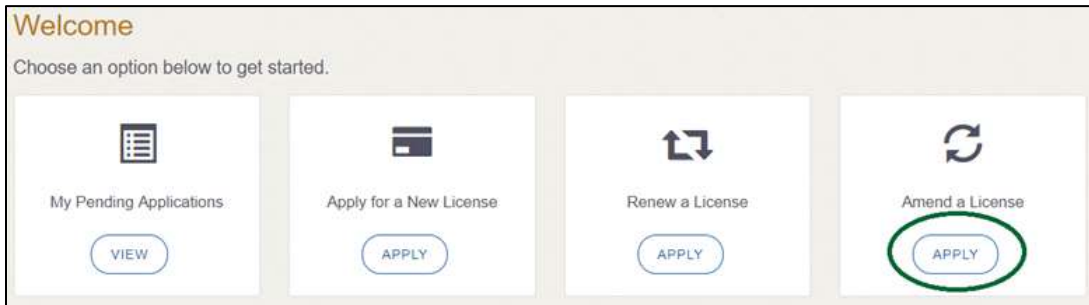 Welcome
Choose an option below to get started.
My Pending Applications
Apply for a New License
Renew a License
Amend a License
VIEW
APPLY
APPLY
APPLY